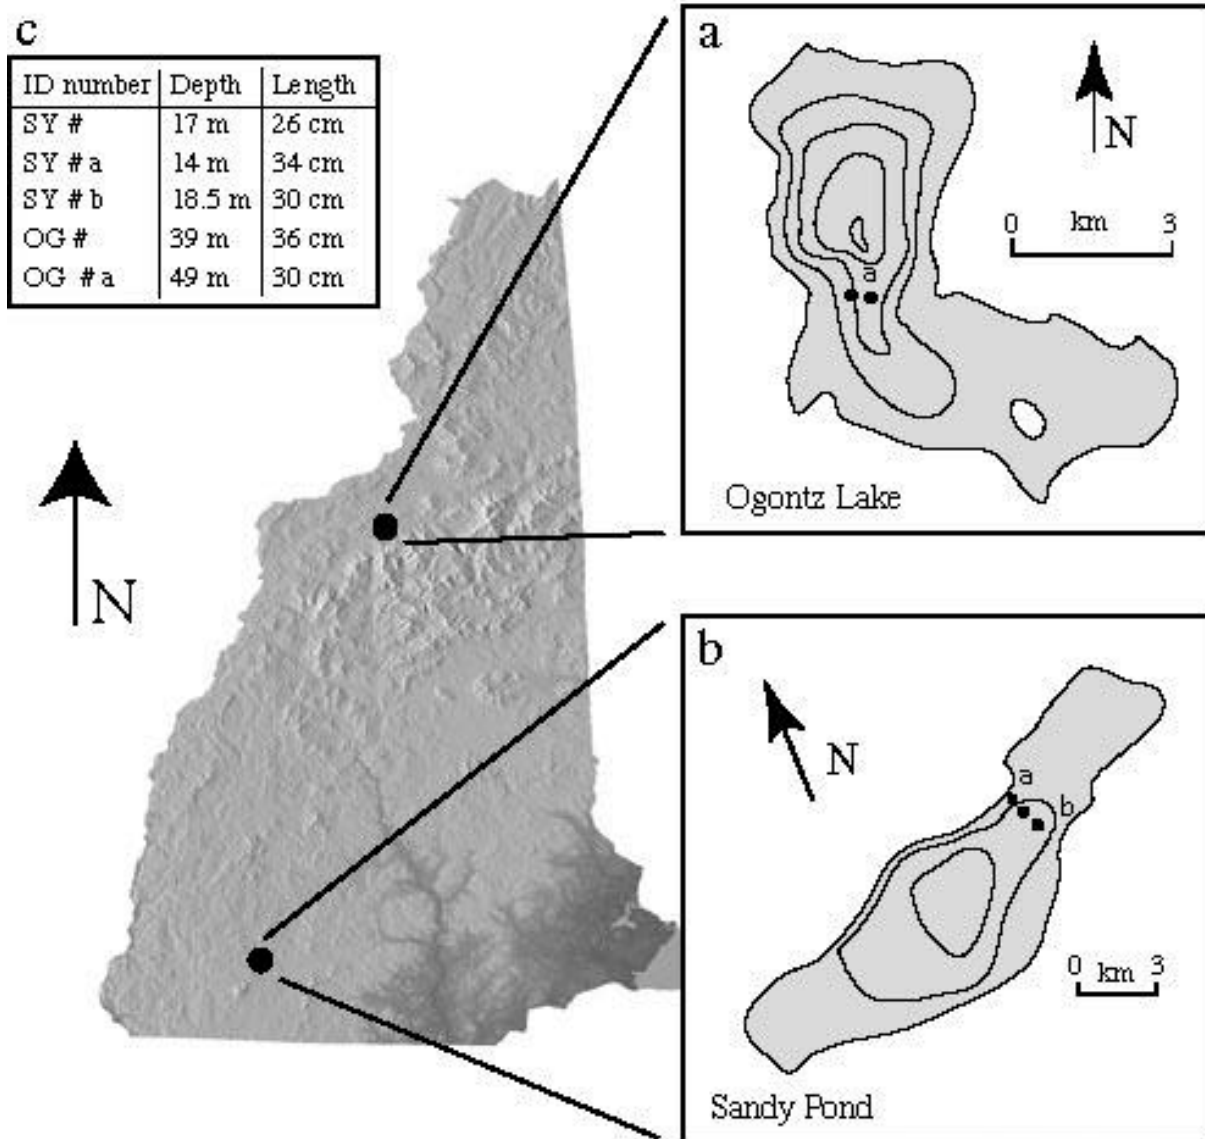 c
ID number Depth Length
SY # 17 m 26 cm
SY # a 14 m 34 cm
SY # b 18.5 m 30 cm
OG # 39 m 36 cm
OG # a 49 m 30 cm
N
a
N
0 km 3
a
Ogontz Lake
b
N
a
b
0 km 3
Sandy Pond